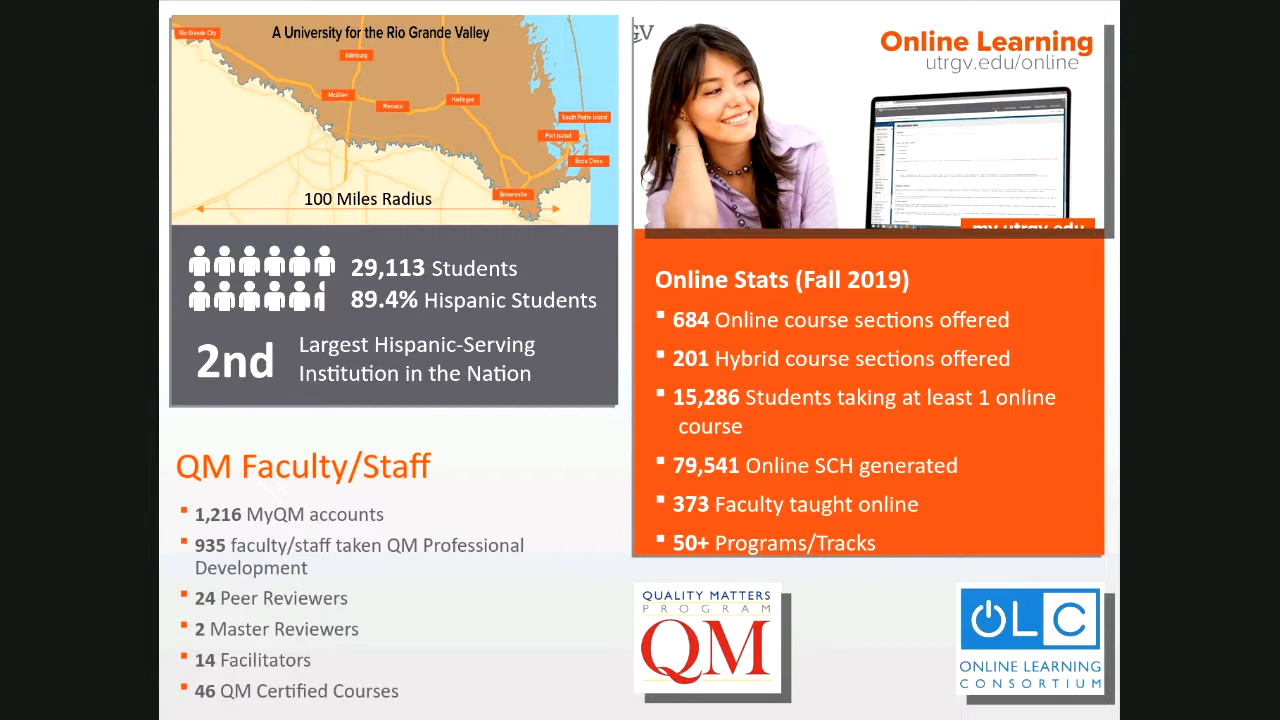 A University for the Rio Grande Valley
Rio Grande City
Edinburg
McAllen
Weslaco
Harlingen
South Padre Island
Port Isabel
Boca Chica
Brownsville
100 Miles Radius
29,113 Students
89.4% Hispanic Students
2nd
Largest Hispanic-Serving
Institution in the Nation
QM Faculty/Staff
1,216 MyQM accounts
935 faculty/staff taken QM Professional
Development
24 Peer Reviewers
2 Master Reviewers
14 Facilitators
46 QM Certified Courses
GV
Online Learning
utrgv.edu/online
my.utrgv.edu
Online Stats (Fall 2019)
684 Online course sections offered
201 Hybrid course sections offered
15,286 Students taking at least 1 online
course
79,541 Online SCH generated
373 Faculty taught online
50+ Programs/Tracks
QUALITY MATTERS
PROGRAM
QM
OLC
ONLINE LEARNING
CONSORTIUM